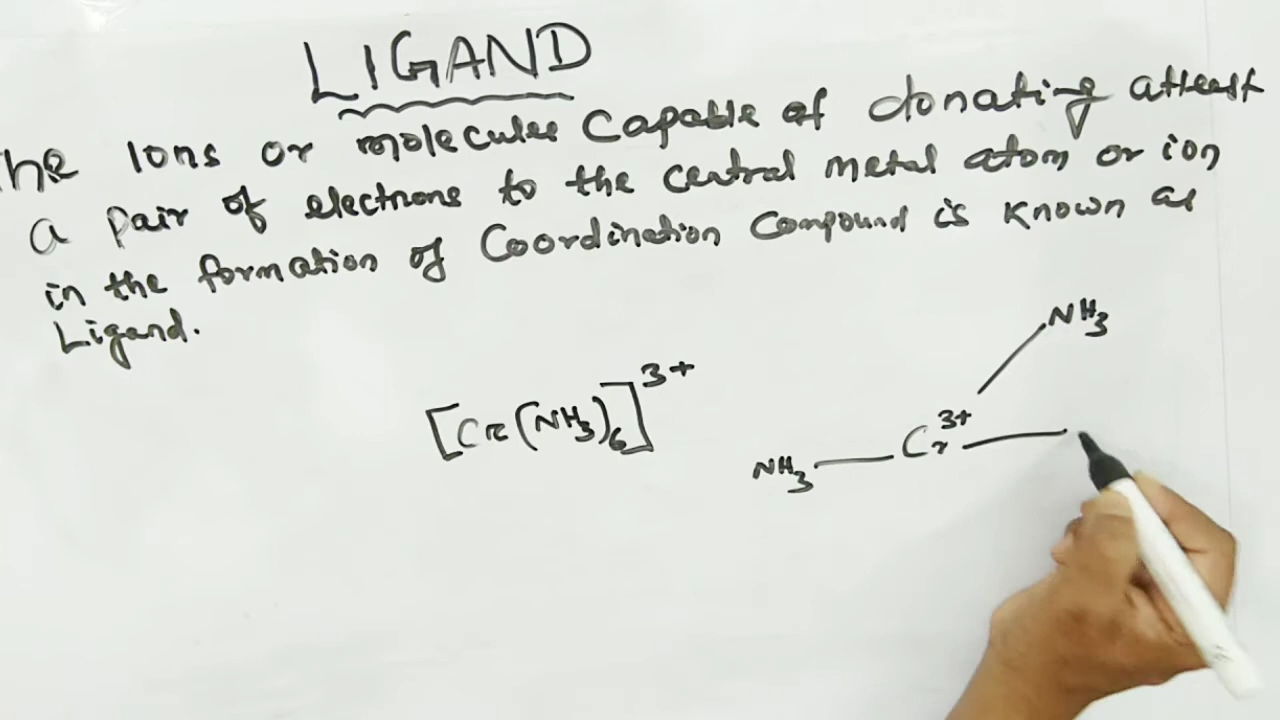 LIGAND
he Ions or molecules Capable of donating atleast
a pair of electrons to the central metal atom or ion
in the formation of Coordination Compound is known as
Ligand.
[Cr(NH3)6]3+
NH3
Cr3+
NH3